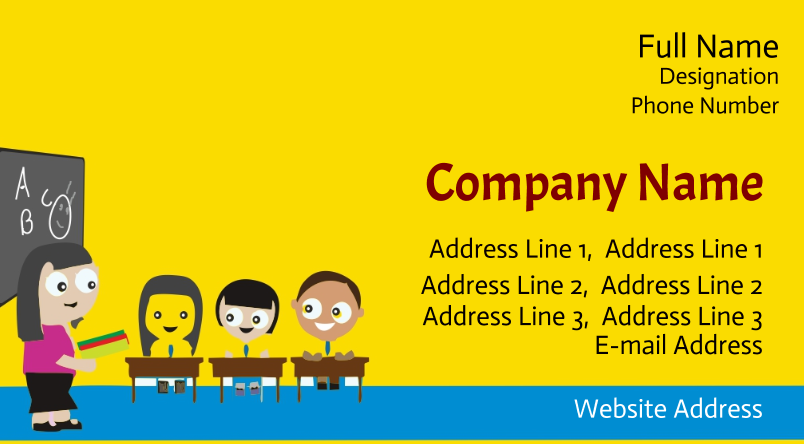 Full Name
Designation
Phone Number
A
B C
Company Name
Address Line 1,  Address Line 1
Address Line 2,  Address Line 2
Address Line 3,  Address Line 3
E-mail Address
Website Address